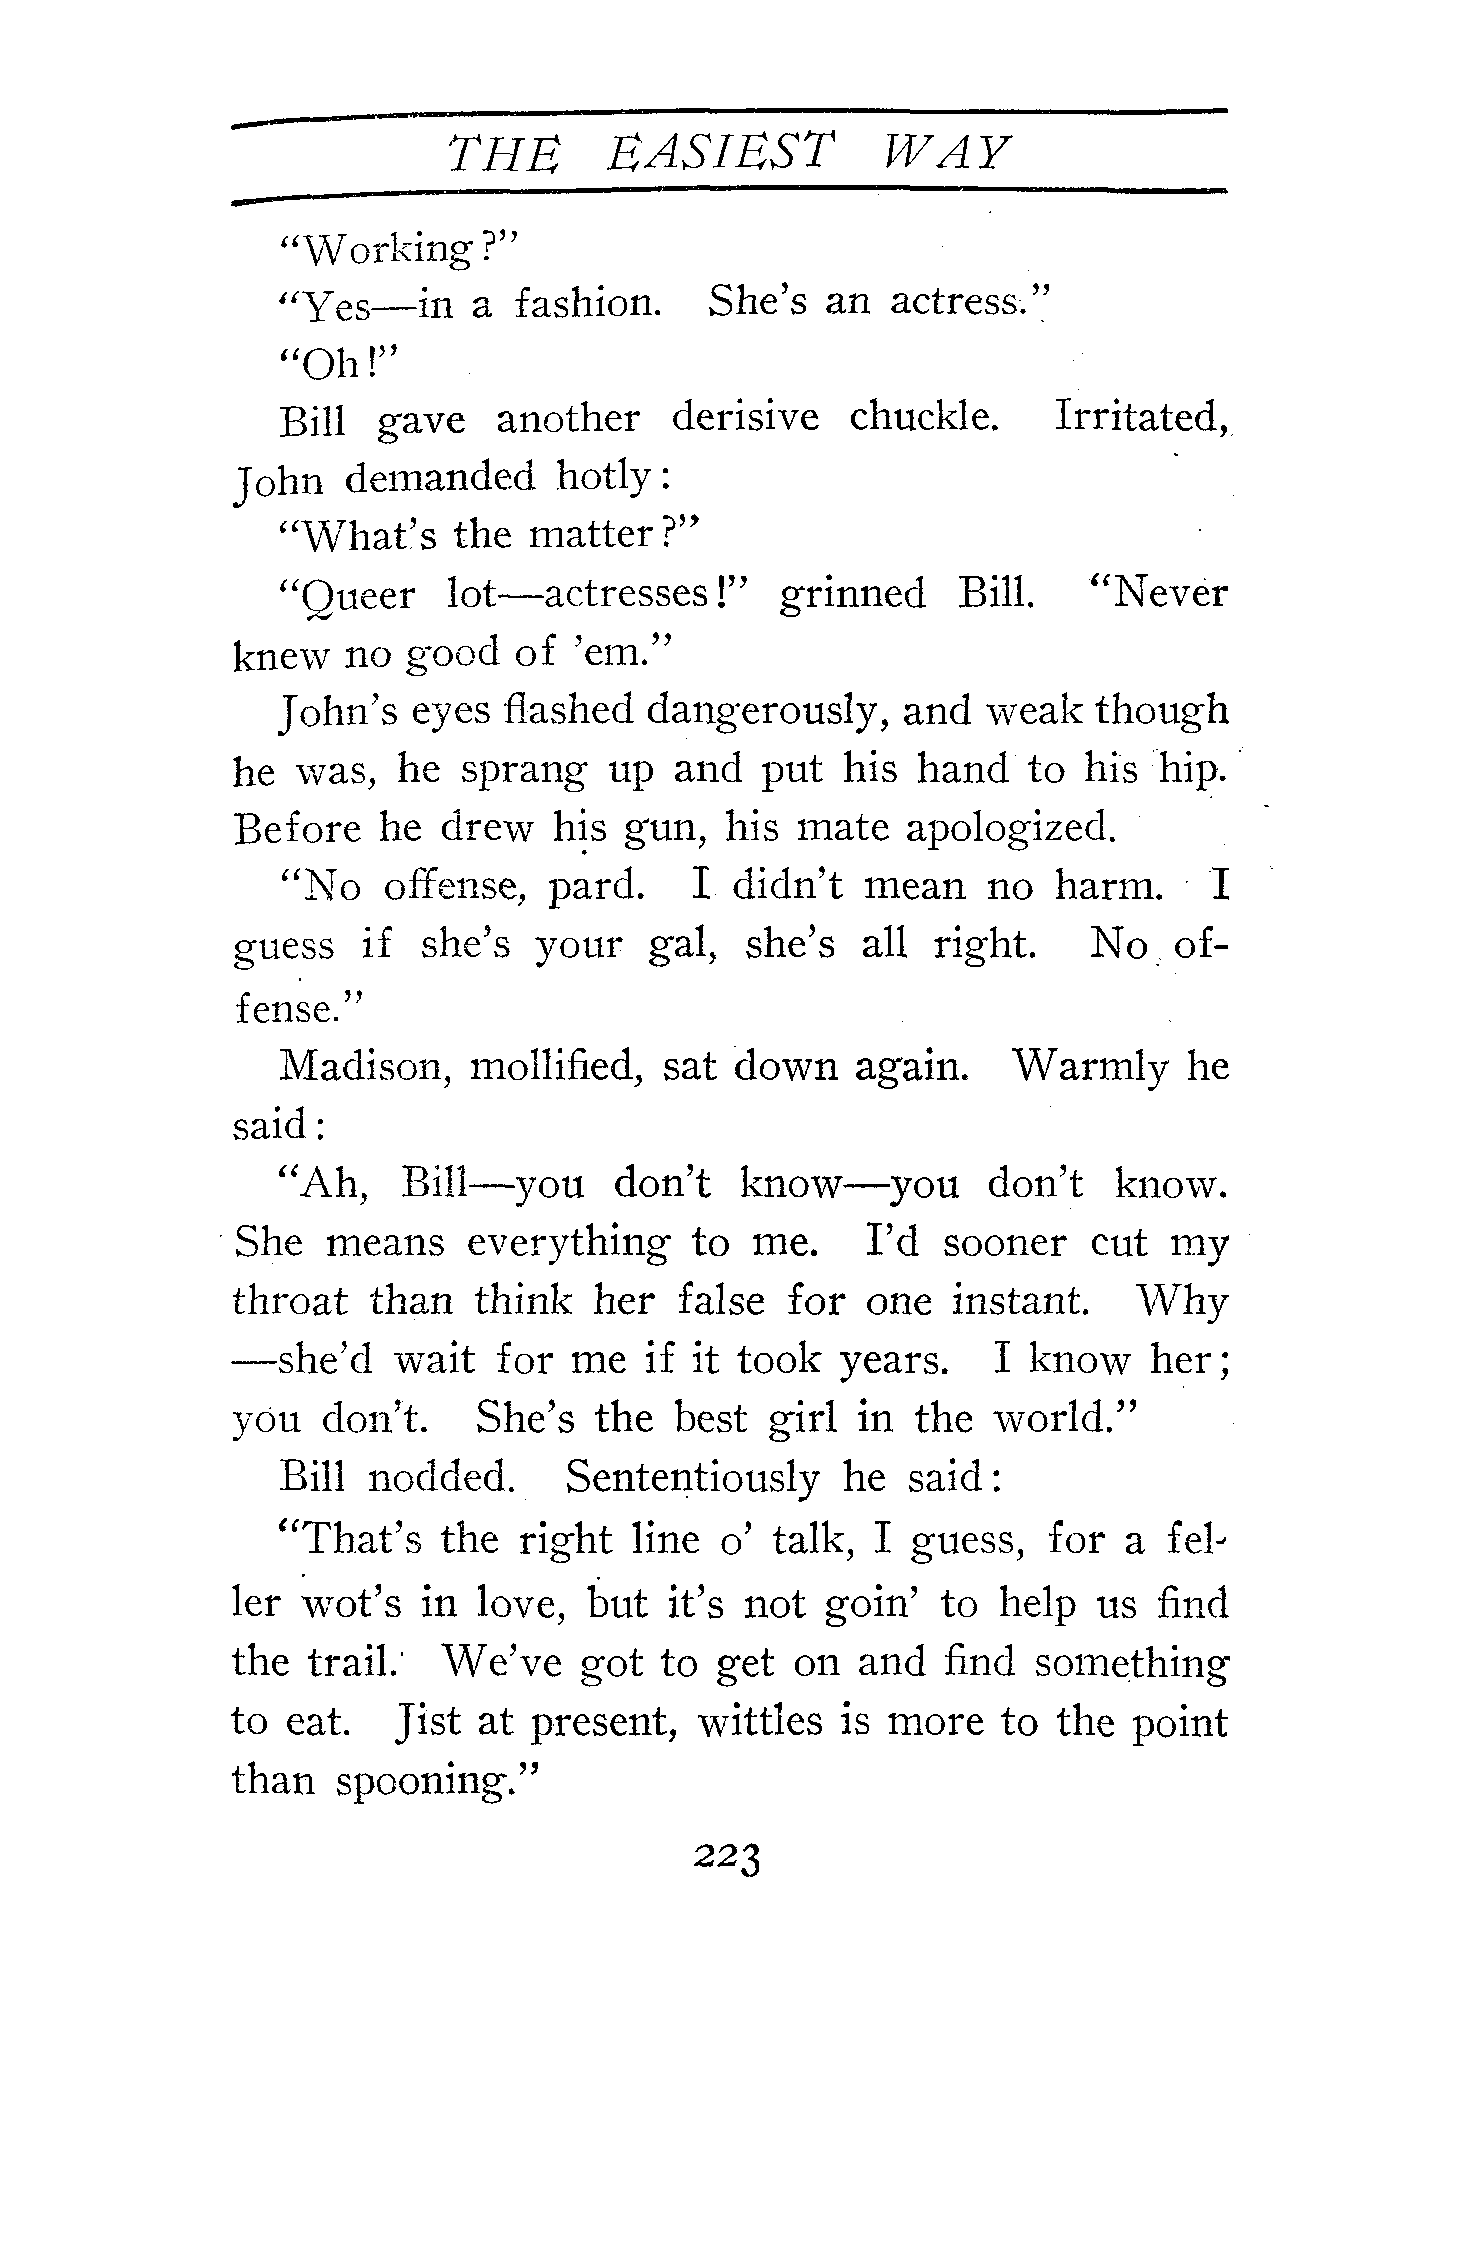 THE EASIEST WAY
“Working?”
“Yes—in a fashion. She’s an actress.”
“Oh!”
Bill gave another derisive chuckle. Irritated,
John demanded hotly:
“What’s the matter?”
“Queer lot—actresses!” grinned Bill. “Never
knew no good of ’em.”
John’s eyes flashed dangerously, and weak though
he was, he sprang up and put his hand to his hip.
Before he drew his gun, his mate apologized.
“No offense, pard. I didn’t mean no harm. I
guess if she’s your gal, she’s all right. No of-
fense.”
Madison, mollified, sat down again. Warmly he
said:
“Ah, Bill—you don’t know—you don’t know.
She means everything to me. I’d sooner cut my
throat than think her false for one instant. Why
—she’d wait for me if it took years. I know her;
you don’t. She’s the best girl in the world.”
Bill nodded. Sententiously he said:
“That’s the right line o’ talk, I guess, for a fel-
ler wot’s in love, but it’s not goin’ to help us find
the trail. We’ve got to get on and find something
to eat. Jist at present, wittles is more to the point
than spooning.”
223